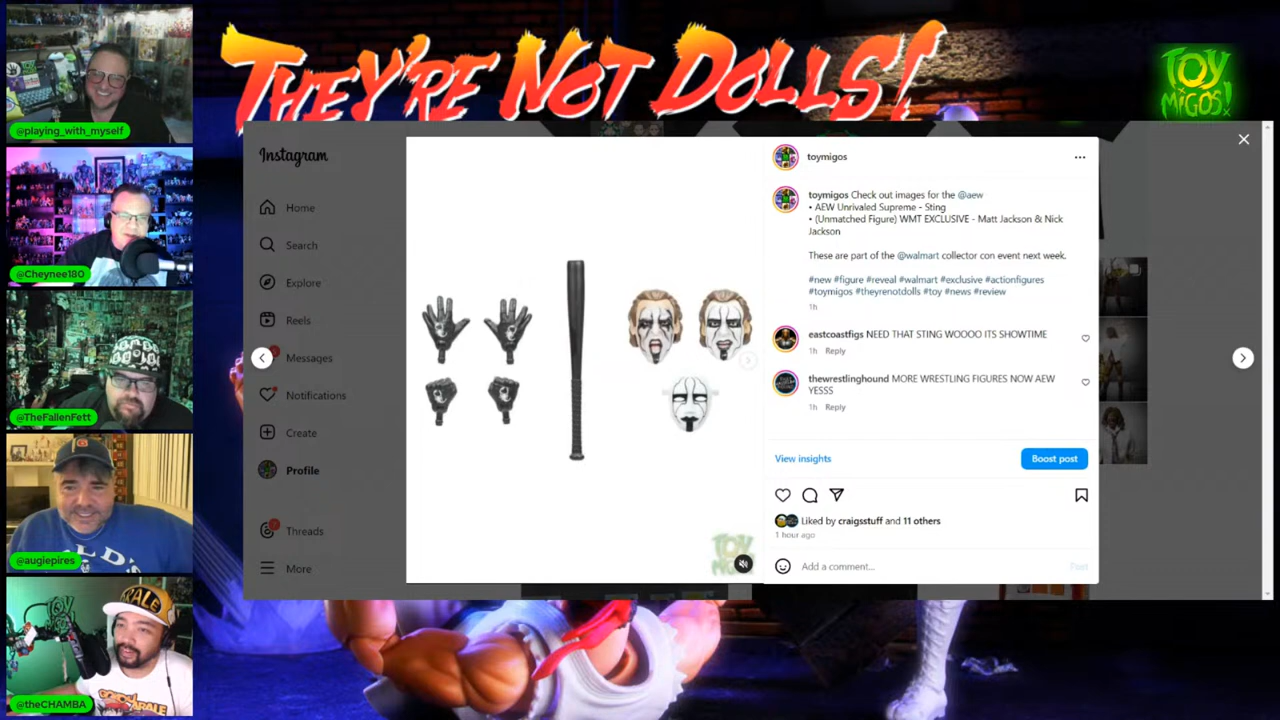 THEY'RE NOT DOLLS!
TOY
MIGOS!
@playing_with_myself
@Cheynee180
@TheFallenFett
@augiepires
@theCHAMBA
Instagram
Home
Search
Explore
Reels
Messages
Notifications
Create
Profile
Threads
More
toymigos
toymigos Check out images for the @aew
• AEW Unrivaled Supreme - Sting
• (Unmatched Figure) WMT EXCLUSIVE - Matt Jackson & Nick
Jackson
These are part of the @walmart collector con event next week.
#new #figure #reveal #walmart #exclusive #actionfigures
#toymigos #theyrenotdolls #toy #news #review
1h
eastcoastfigs NEED THAT STING WOOOO ITS SHOWTIME
1h Reply
thewrestlinghound MORE WRESTLING FIGURES NOW AEW
YESSS
1h Reply
View insights
Boost post
Liked by craigsstuff and 11 others
1 hour ago
Add a comment...
Post
TOY